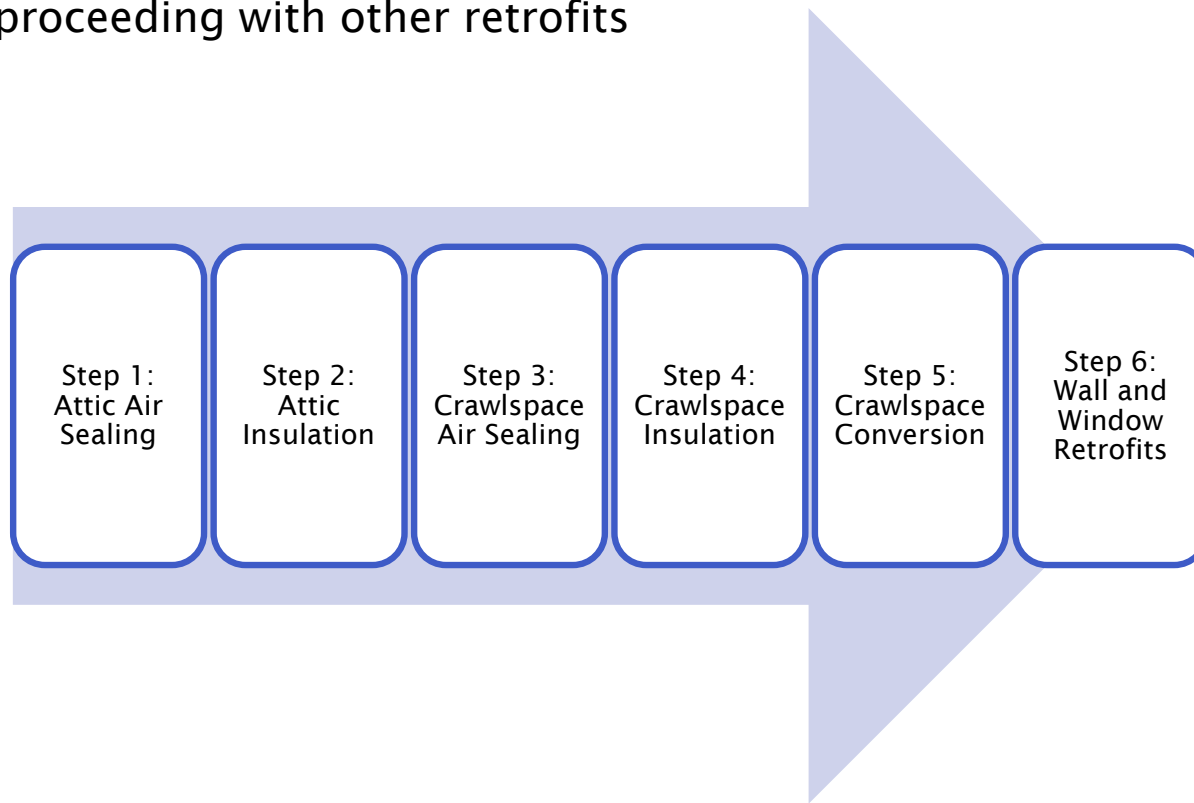 proceeding with other retrofits
Step 1:
Attic Air
Sealing
Step 2:
Attic
Insulation
Step 3:
Crawlspace
Air Sealing
Step 4:
Crawlspace
Insulation
Step 5:
Crawlspace
Conversion
Step 6:
Wall and
Window
Retrofits